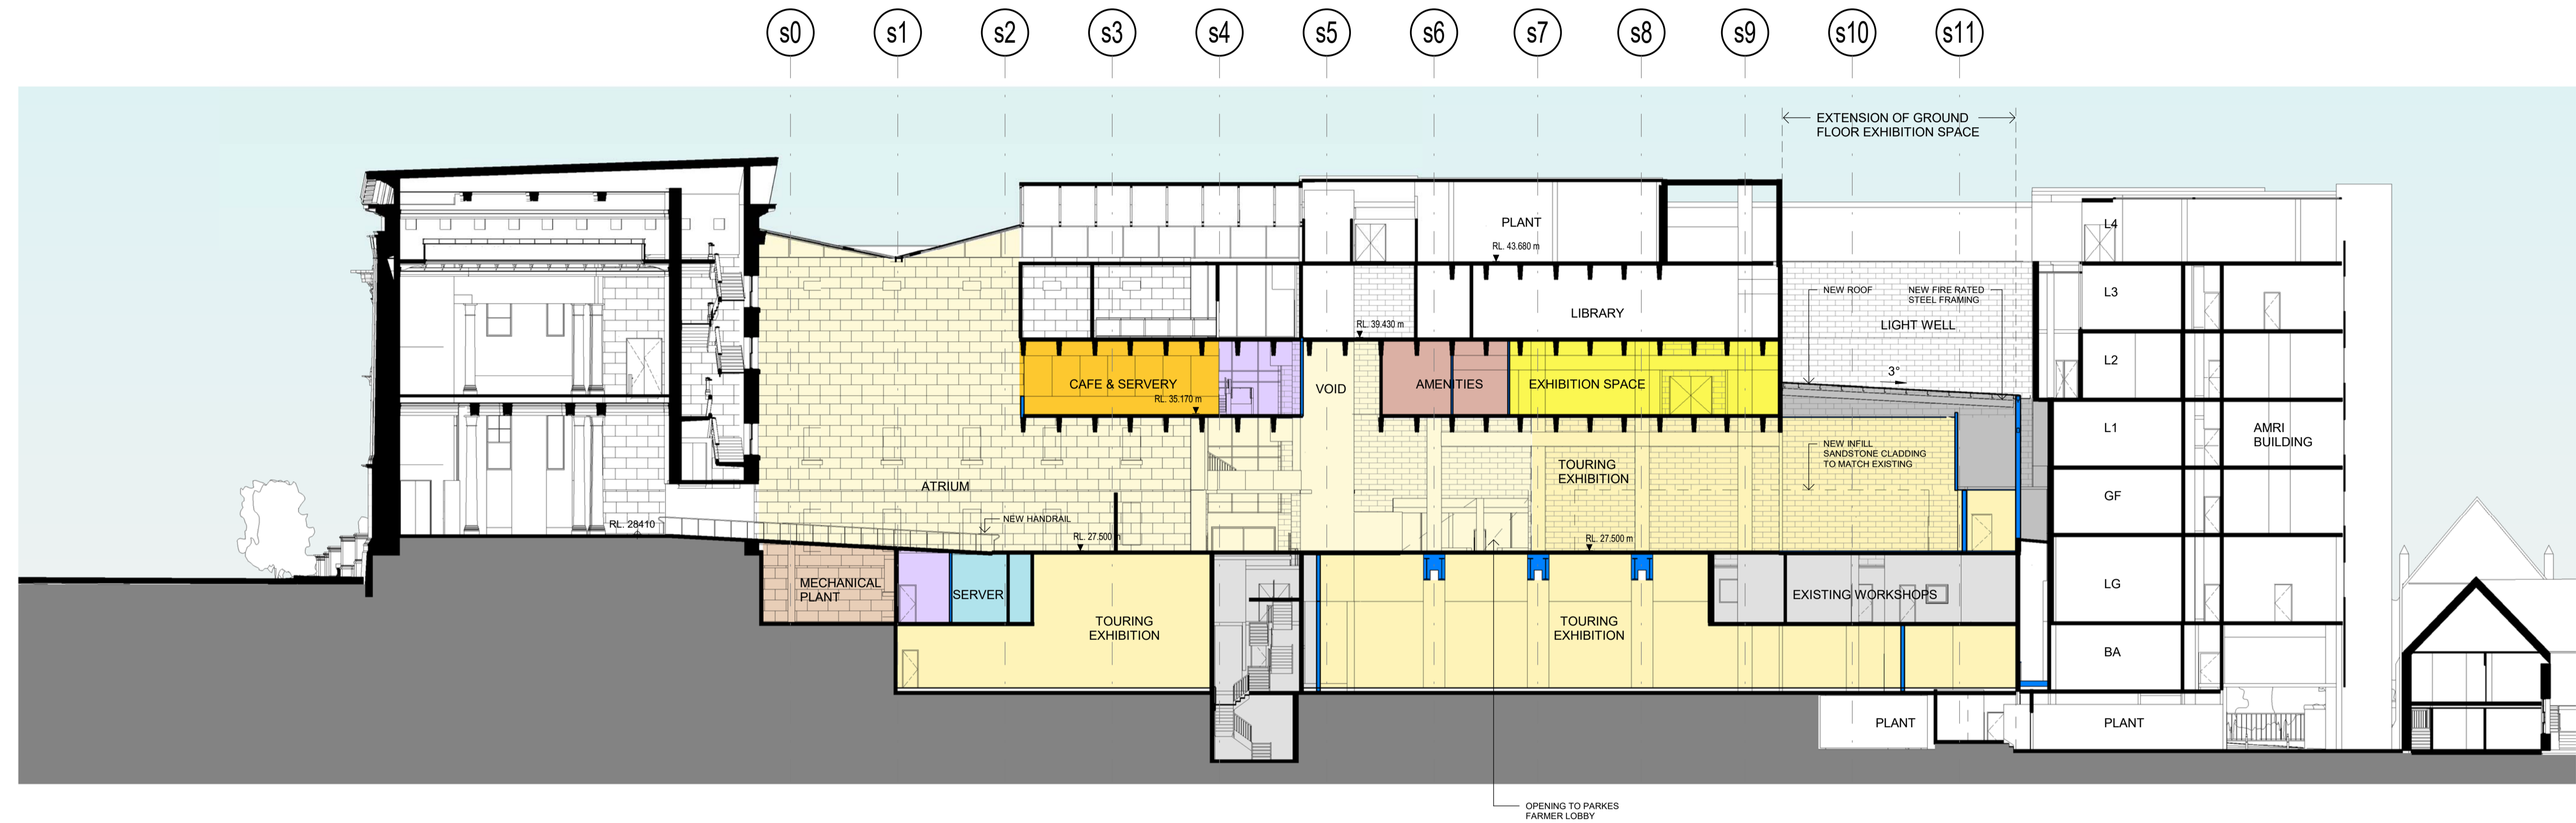 s0 s1 s2 s3 s4 s5 s6 s7 s8 s9 s10 s11
EXTENSION OF GROUND
FLOOR EXHIBITION SPACE
PLANT
RL. 43.680 m
L4
L3
L2
L1
GF
LG
BA
NEW ROOF
NEW FIRE RATED
STEEL FRAMING
LIBRARY
RL. 39.430 m
LIGHT WELL
3°
CAFE & SERVERY
RL. 35.170 m
VOID
AMENITIES
EXHIBITION SPACE
AMRI
BUILDING
NEW INFILL
SANDSTONE CLADDING
TO MATCH EXISTING
TOURING
EXHIBITION
ATRIUM
RL. 28410
NEW HANDRAIL
RL. 27.500 m
RL. 27.500 m
MECHANICAL
PLANT
SERVER
EXISTING WORKSHOPS
TOURING
EXHIBITION
TOURING
EXHIBITION
PLANT
PLANT
OPENING TO PARKES
FARMER LOBBY